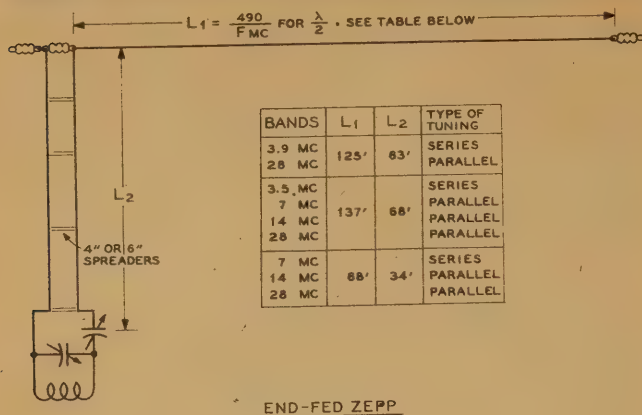 L1 = 490 / F MC FOR λ/2 . SEE TABLE BELOW
L2
4" OR 6"
SPREADERS
BANDS L1 L2 TYPE OF TUNING
3.9 MC 125' 63' SERIES
28 MC PARALLEL
3.5 MC SERIES
7 MC 137' 68' PARALLEL
14 MC PARALLEL
28 MC PARALLEL
7 MC SERIES
14 MC 68' 34' PARALLEL
28 MC PARALLEL
END-FED ZEPP